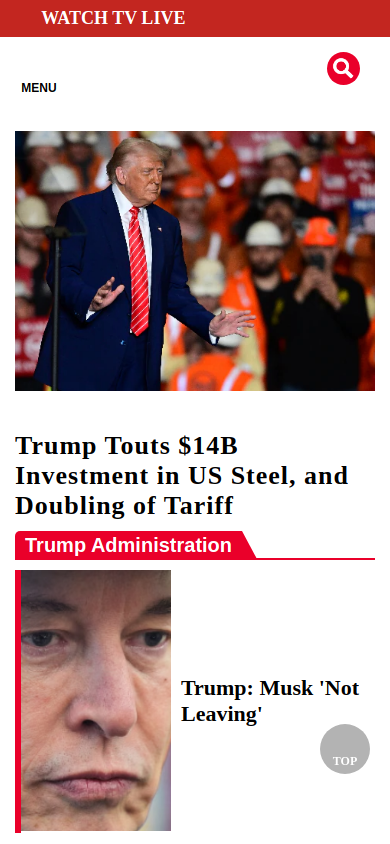 WATCH TV LIVE
MENU
Trump Touts $14B
Investment in US Steel, and
Doubling of Tariff
Trump Administration
Trump: Musk 'Not
Leaving'
TOP